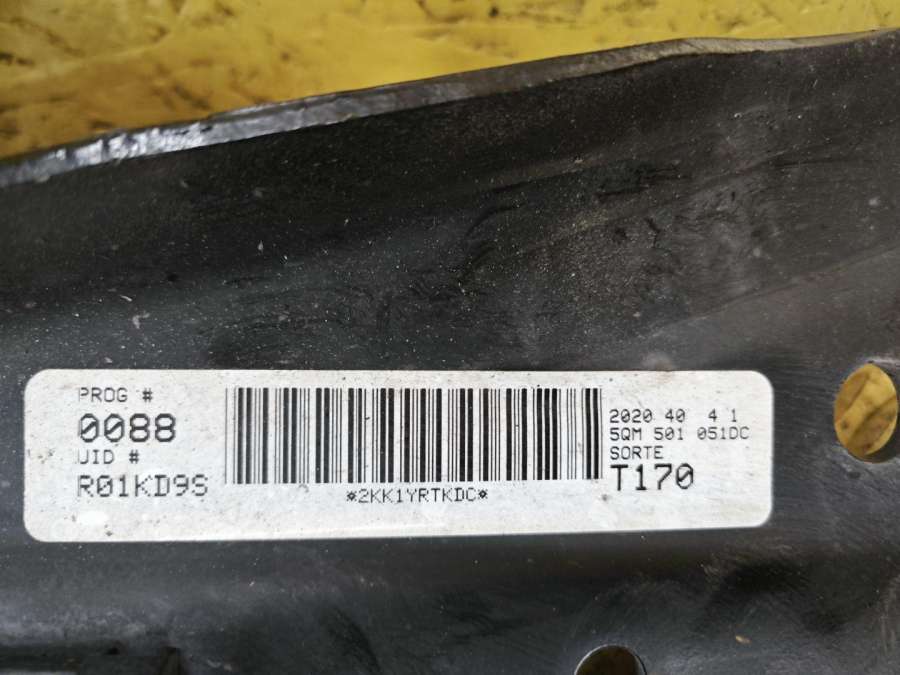 PROG #
0088
UID #
R01KD9S
*2KK1YRTKDC*
2020 40 4 1
5QM 501 051DC
SORTE
T170